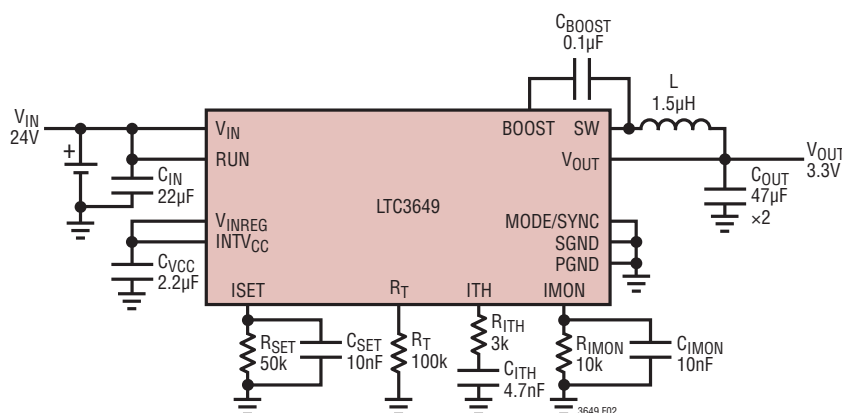 CBOOST
0.1µF
L
1.5µH
VIN
24V
VIN
BOOST SW
RUN
VOUT
VOUT
3.3V
CIN
22µF
COUT
47µF
×2
LTC3649
VINREG
INTVCC
MODE/SYNC
SGND
PGND
CVCC
2.2µF
ISET
RT
ITH
IMON
RSET
50k
CSET
10nF
RT
100k
RITH
3k
CITH
4.7nF
RIMON
10k
CIMON
10nF
3649 F02
+